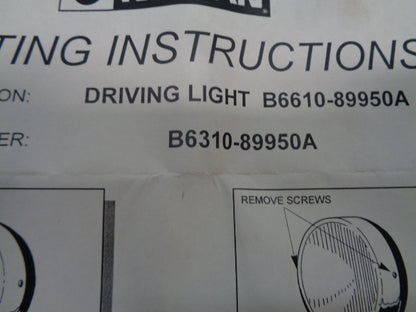 TING INSTRUCTIONS
ON: DRIVING LIGHT B6610-89950A
ER: B6310-89950A
REMOVE SCREWS